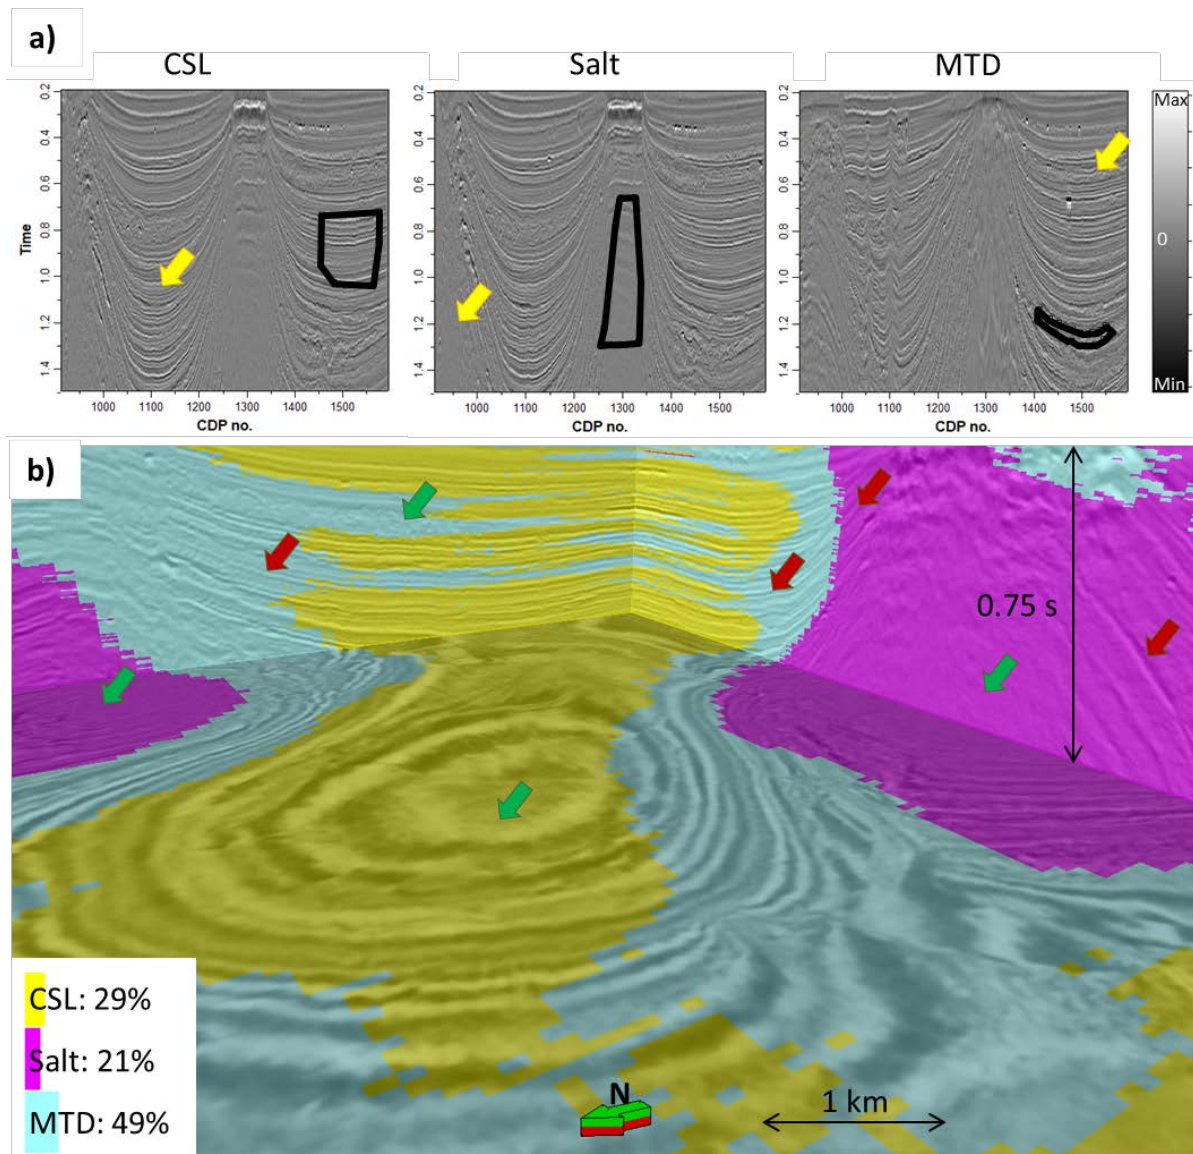 a)
CSL Salt MTD
0.2 0.4 0.6 0.8 1.0 1.2 1.4
Time
1000 1100 1200 1300 1400 1500
CDP no.
0.2 0.4 0.6 0.8 1.0 1.2 1.4
1000 1100 1200 1300 1400 1500
CDP no.
0.2 0.4 0.6 0.8 1.0 1.2 1.4
1000 1100 1200 1300 1400 1500
CDP no.
Max
0
Min
b)
0.75 s
CSL: 29%
Salt: 21%
MTD: 49%
N
1 km